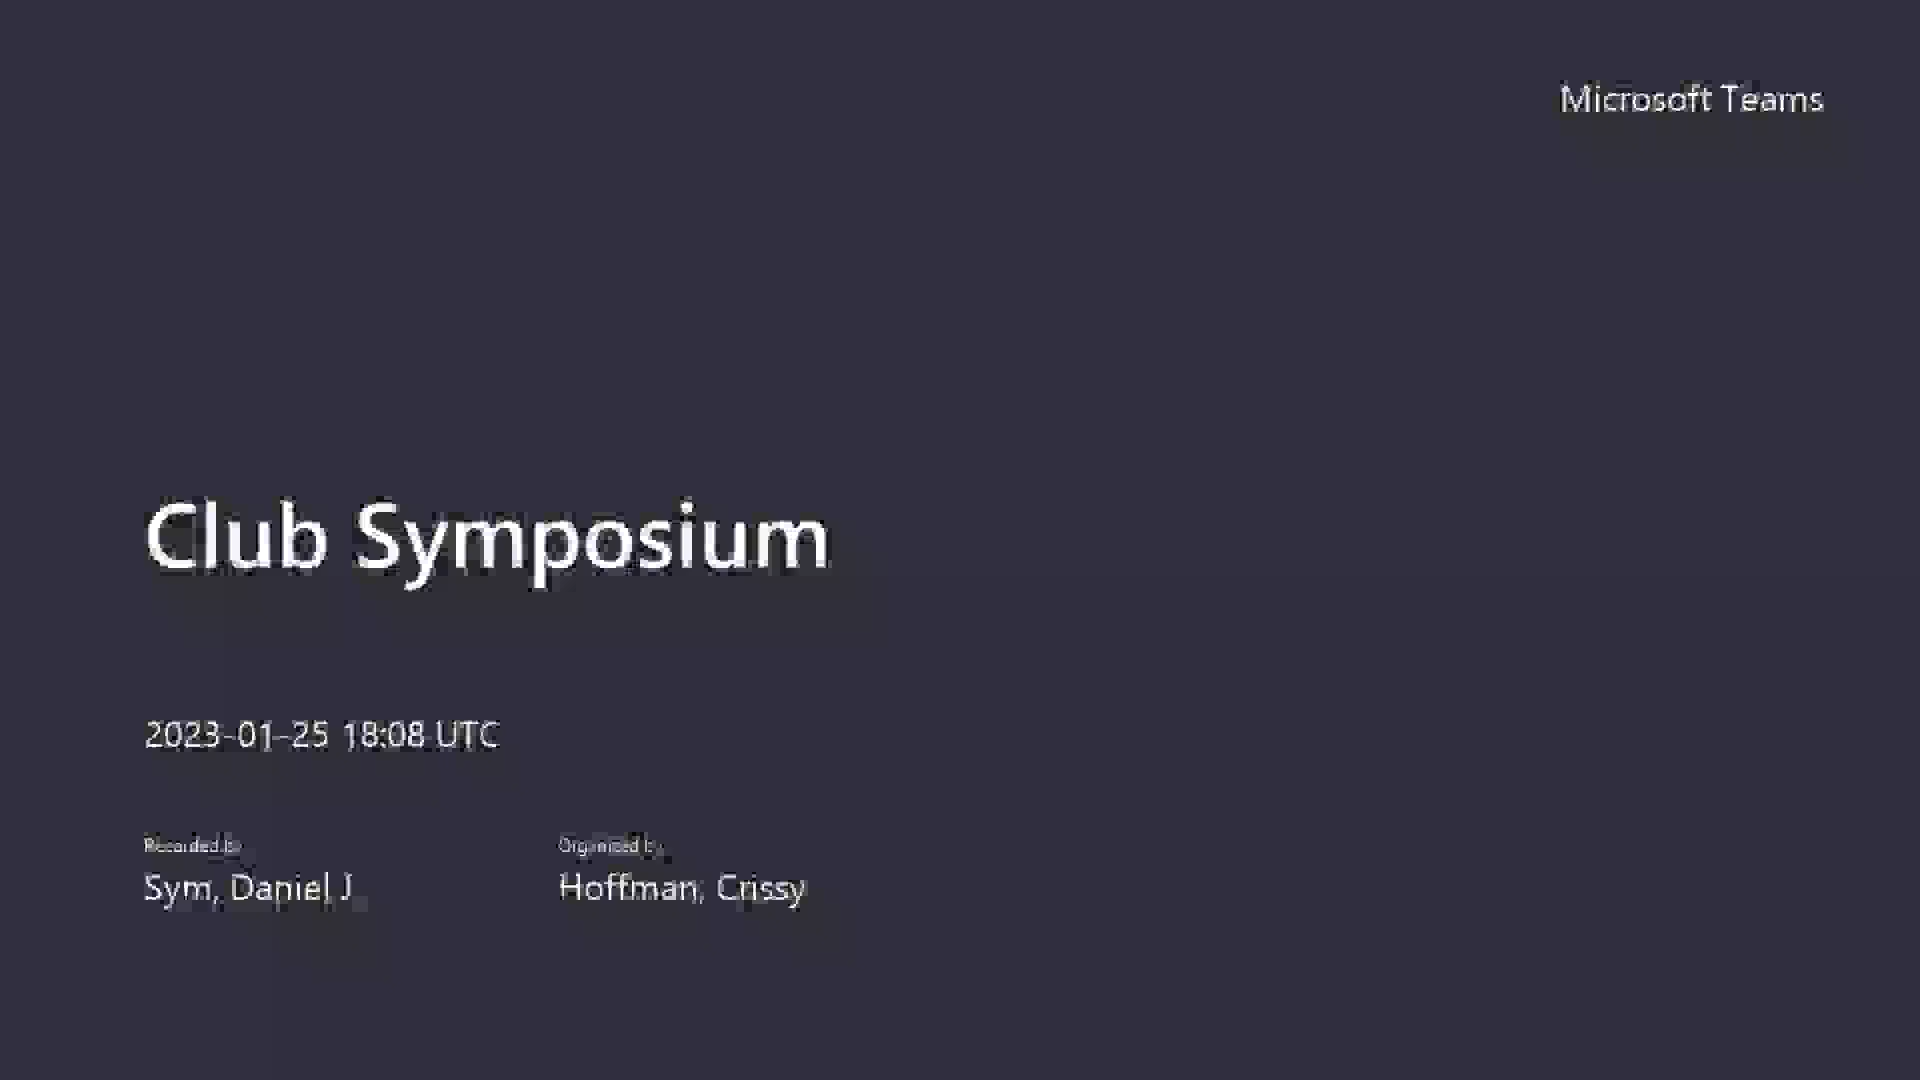 Microsoft Teams
Club Symposium
2023-01-25 18:08 UTC
Recorded by
Organized by
Sym, Daniel J
Hoffman, Crissy